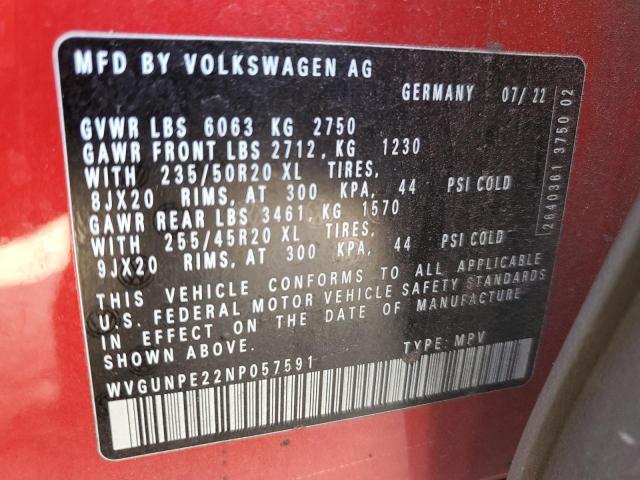 MFD BY VOLKSWAGEN AG
GERMANY 07/22
GVWR LBS 6063 KG 2750
GAWR FRONT LBS 2712, KG 1230
WITH 235/50R20 XL TIRES,
8JX20 RIMS, AT 300 KPA, 44 PSI COLD
GAWR REAR LBS 3461, KG 1570
WITH 255/45R20 XL TIRES,
9JX20 RIMS, AT 300 KPA, 44 PSI COLD
THIS VEHICLE CONFORMS TO ALL APPLICABLE
U.S. FEDERAL MOTOR VEHICLE SAFETY STANDARDS
IN EFFECT ON THE DATE OF MANUFACTURE
SHOWN ABOVE.
WVGUNPE22NP057591 TYPE: MPV
2640361 3750 02